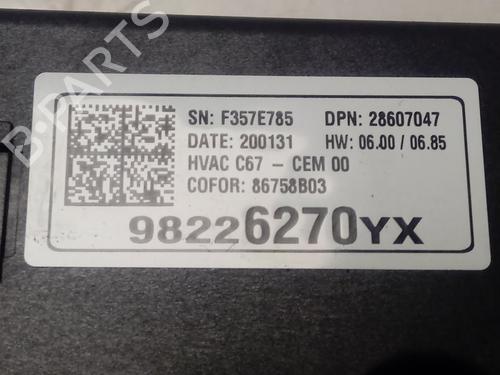 B-PARTS
SN: F357E785 DPN: 28607047
DATE: 200131 HW: 06.00 / 06.85
HVAC C67 - CEM 00
COFOR: 86758B03
98226270YX